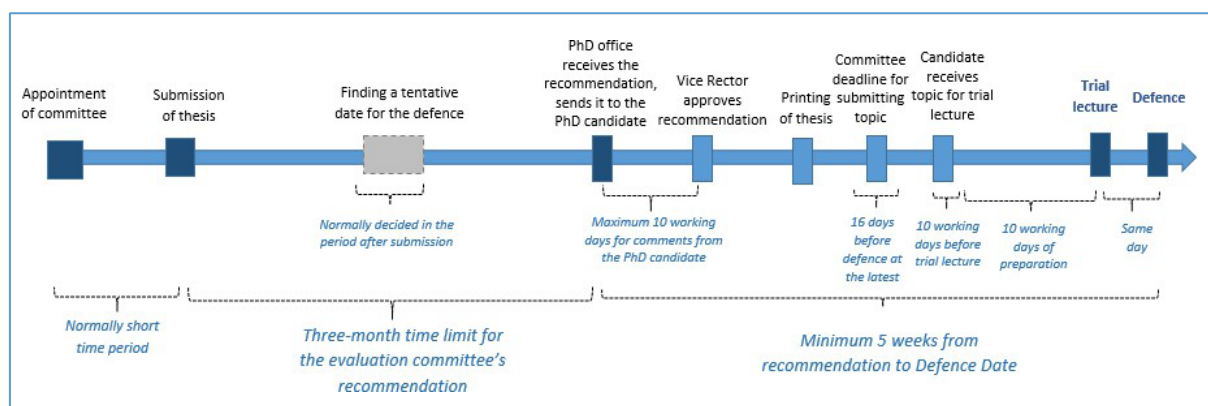 Appointment
of committee
Submission
of thesis
Finding a tentative
date for the defence
PhD office
receives the
recommendation,
sends it to the
PhD candidate
Vice Rector
approves
recommendation
Printing
of thesis
Committee
deadline for
submitting
topic
Candidate
receives
topic for trial
lecture
Trial
lecture
Defence
Normally decided in the
period after submission
Maximum 10 working
days for comments from
the PhD candidate
16 days
before
defence at
the latest
10 working
days before
trial lecture
10 working
days of
preparation
Same
day
Normally short
time period
Three-month time limit for
the evaluation committee's
recommendation
Minimum 5 weeks from
recommendation to Defence Date